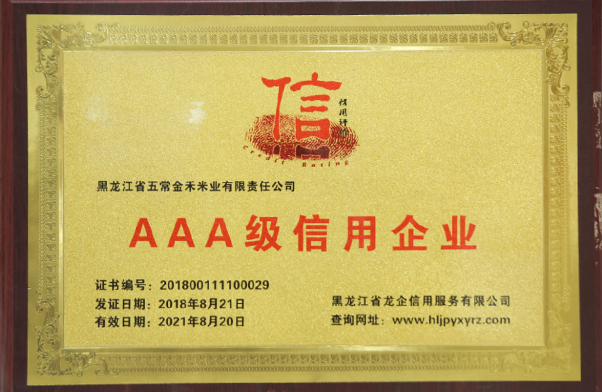 信
信用评价
Credit Rating
黑龙江省五常金禾米业有限责任公司
AAA级信用企业
证书编号：201800111100029
发证日期：2018年8月21日
有效日期：2021年8月20日
黑龙江省龙企信用服务有限公司
查询网址：www.hljpyxyrz.com